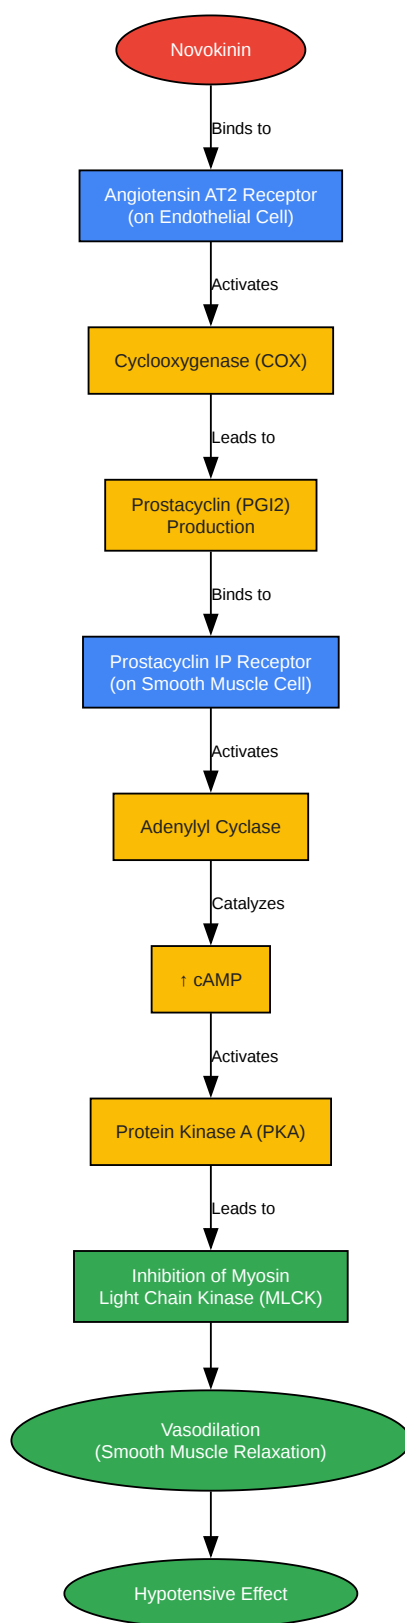 Novokinin
Binds to
Angiotensin AT2 Receptor
(on Endothelial Cell)
Activates
Cyclooxygenase (COX)
Leads to
Prostacyclin (PGI2)
Production
Binds to
Prostacyclin IP Receptor
(on Smooth Muscle Cell)
Activates
Adenylyl Cyclase
Catalyzes
↑ cAMP
Activates
Protein Kinase A (PKA)
Leads to
Inhibition of Myosin
Light Chain Kinase (MLCK)
Vasodilation
(Smooth Muscle Relaxation)
Hypotensive Effect